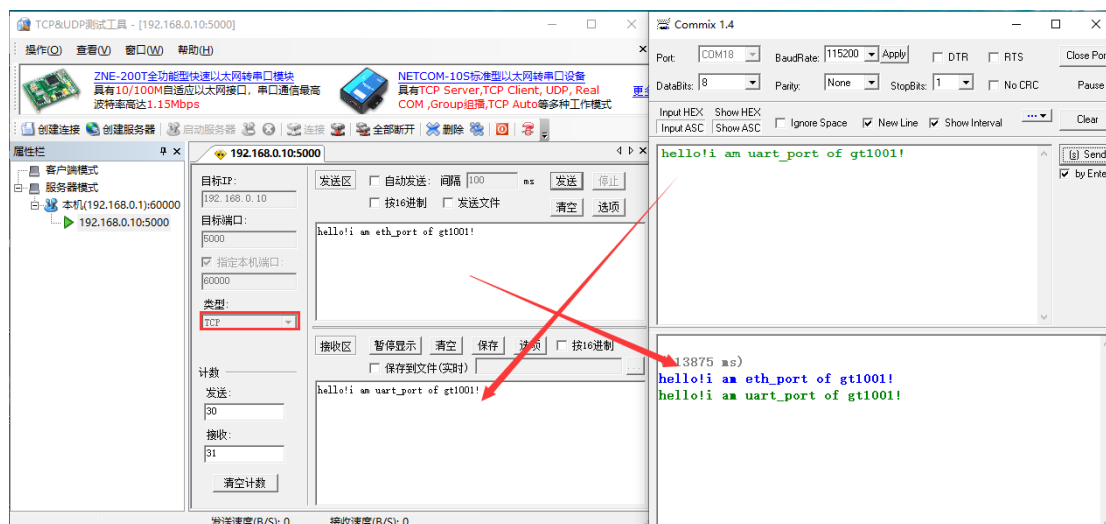 TCP&UDP测试工具 - [192.168.0.10:5000]
操作(O) 查看(V) 窗口(W) 帮助(H)
ZNE-200T全功能型快速以太网转串口模块
具有10/100M自适应以太网接口，串口通信最高
波特率高达1.15Mbps
NETCOM-10S标准型以太网转串口设备
具有TCP Server,TCP Client, UDP, Real
COM ,Group组播,TCP Auto等多种工作模式
创建连接 创建服务器 启动服务器 连接 全部断开 删除
属性栏
客户端模式
服务器模式
本机(192.168.0.1):60000
192.168.0.10:5000
192.168.0.10:5000
目标IP:
192.168.0.10
目标端口:
5000
指定本机端口:
60000
类型:
TCP
计数
发送:
30
接收:
31
清空计数
发送区 自动发送: 间隔 100 ms 发送 停止
按16进制 发送文件 清空 选项
hello!i am eth_port of gt1001!
接收区 暂停显示 清空 保存 选项 按16进制
保存到文件(实时) ...
hello!i am uart_port of gt1001!
发送速度(B/S): 0 接收速度(B/S): 0
Commix 1.4
Port: COM18 BaudRate: 115200 Apply DTR RTS Close Por
DataBits: 8 Parity: None StopBits: 1 No CRC Pause
Input HEX Show HEX
Input ASC Show ASC Ignore Space New Line Show Interval ... Clear
hello!i am uart_port of gt1001!
[s] Send
by Ente
13875 ms)
hello!i am eth_port of gt1001!
hello!i am uart_port of gt1001!